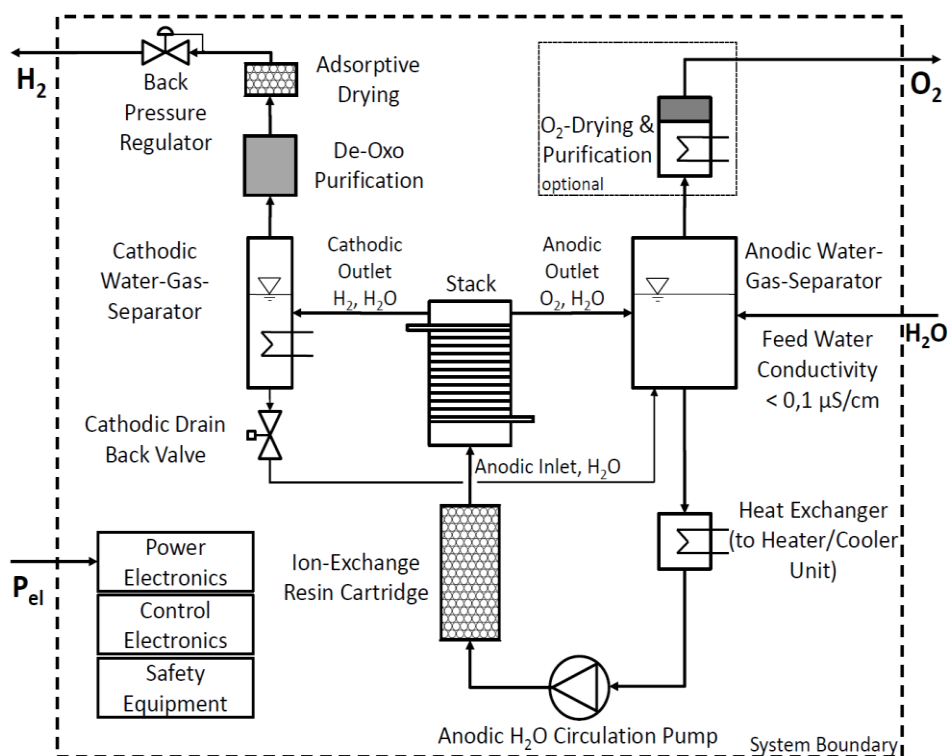 H₂
Back
Pressure
Regulator
Adsorptive
Drying
De-Oxo
Purification
O₂-Drying &
Purification
optional
O₂
Cathodic
Water-Gas-
Separator
Cathodic
Outlet
H₂, H₂O
Stack
Anodic
Outlet
O₂, H₂O
Anodic Water-
Gas-Separator
H₂O
Feed Water
Conductivity
< 0,1 µS/cm
Cathodic Drain
Back Valve
Anodic Inlet, H₂O
Heat Exchanger
(to Heater/Cooler
Unit)
Ion-Exchange
Resin Cartridge
Pel
Power
Electronics
Control
Electronics
Safety
Equipment
Anodic H₂O Circulation Pump
System Boundary